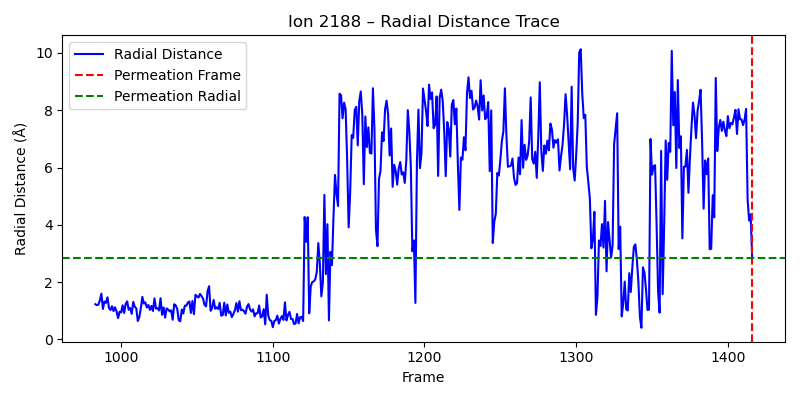 Ion 2188 – Radial Distance Trace
Radial Distance
Permeation Frame
Permeation Radial
Radial Distance (Å)
10
8
6
4
2
0
1000
1100
1200
1300
1400
Frame